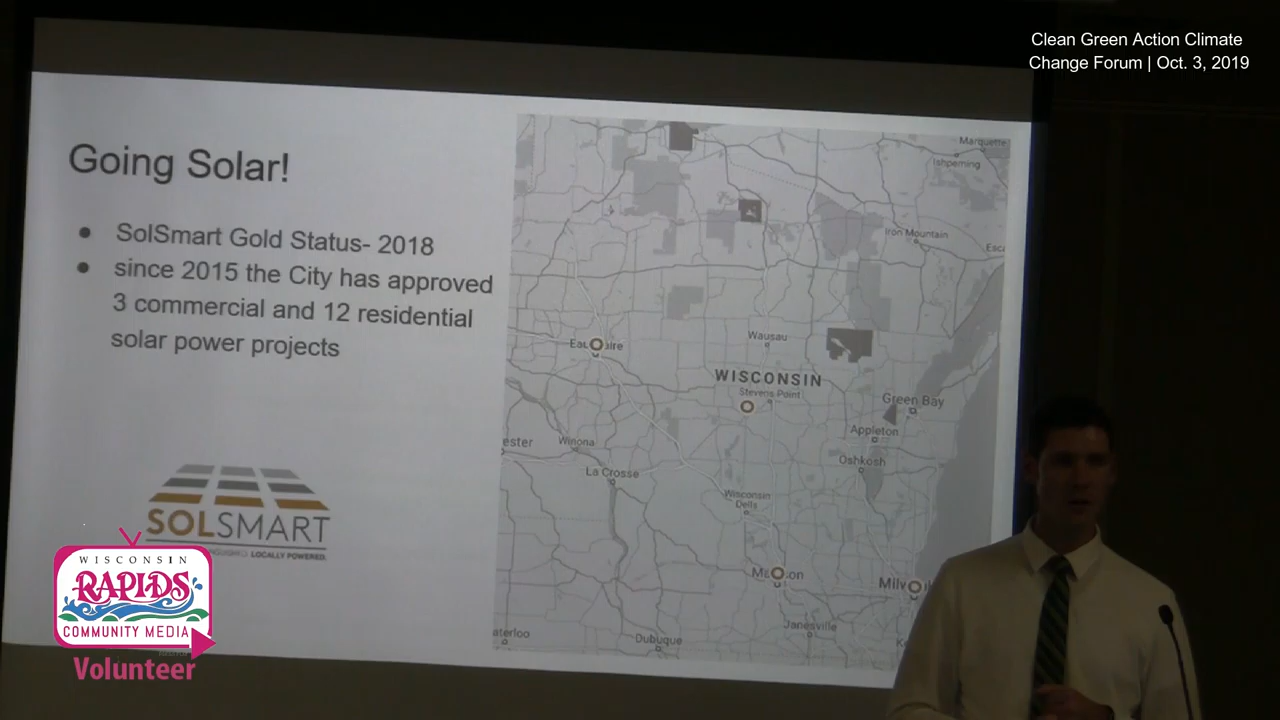 Clean Green Action Climate
Change Forum | Oct. 3, 2019
Going Solar!
SolSmart Gold Status- 2018
since 2015 the City has approved
3 commercial and 12 residential
solar power projects
SOLSMART
LOCALLY POWERED.
WISCONSIN
RAPIDS
COMMUNITY MEDIA
Volunteer
Marquette
Ishpeming
Iron Mountain
Wausau
WISCONSIN
Stevens Point
Green Bay
Appleton
Winona
Oshkosh
La Crosse
Wisconsin
Dells
Janesville
Dubuque